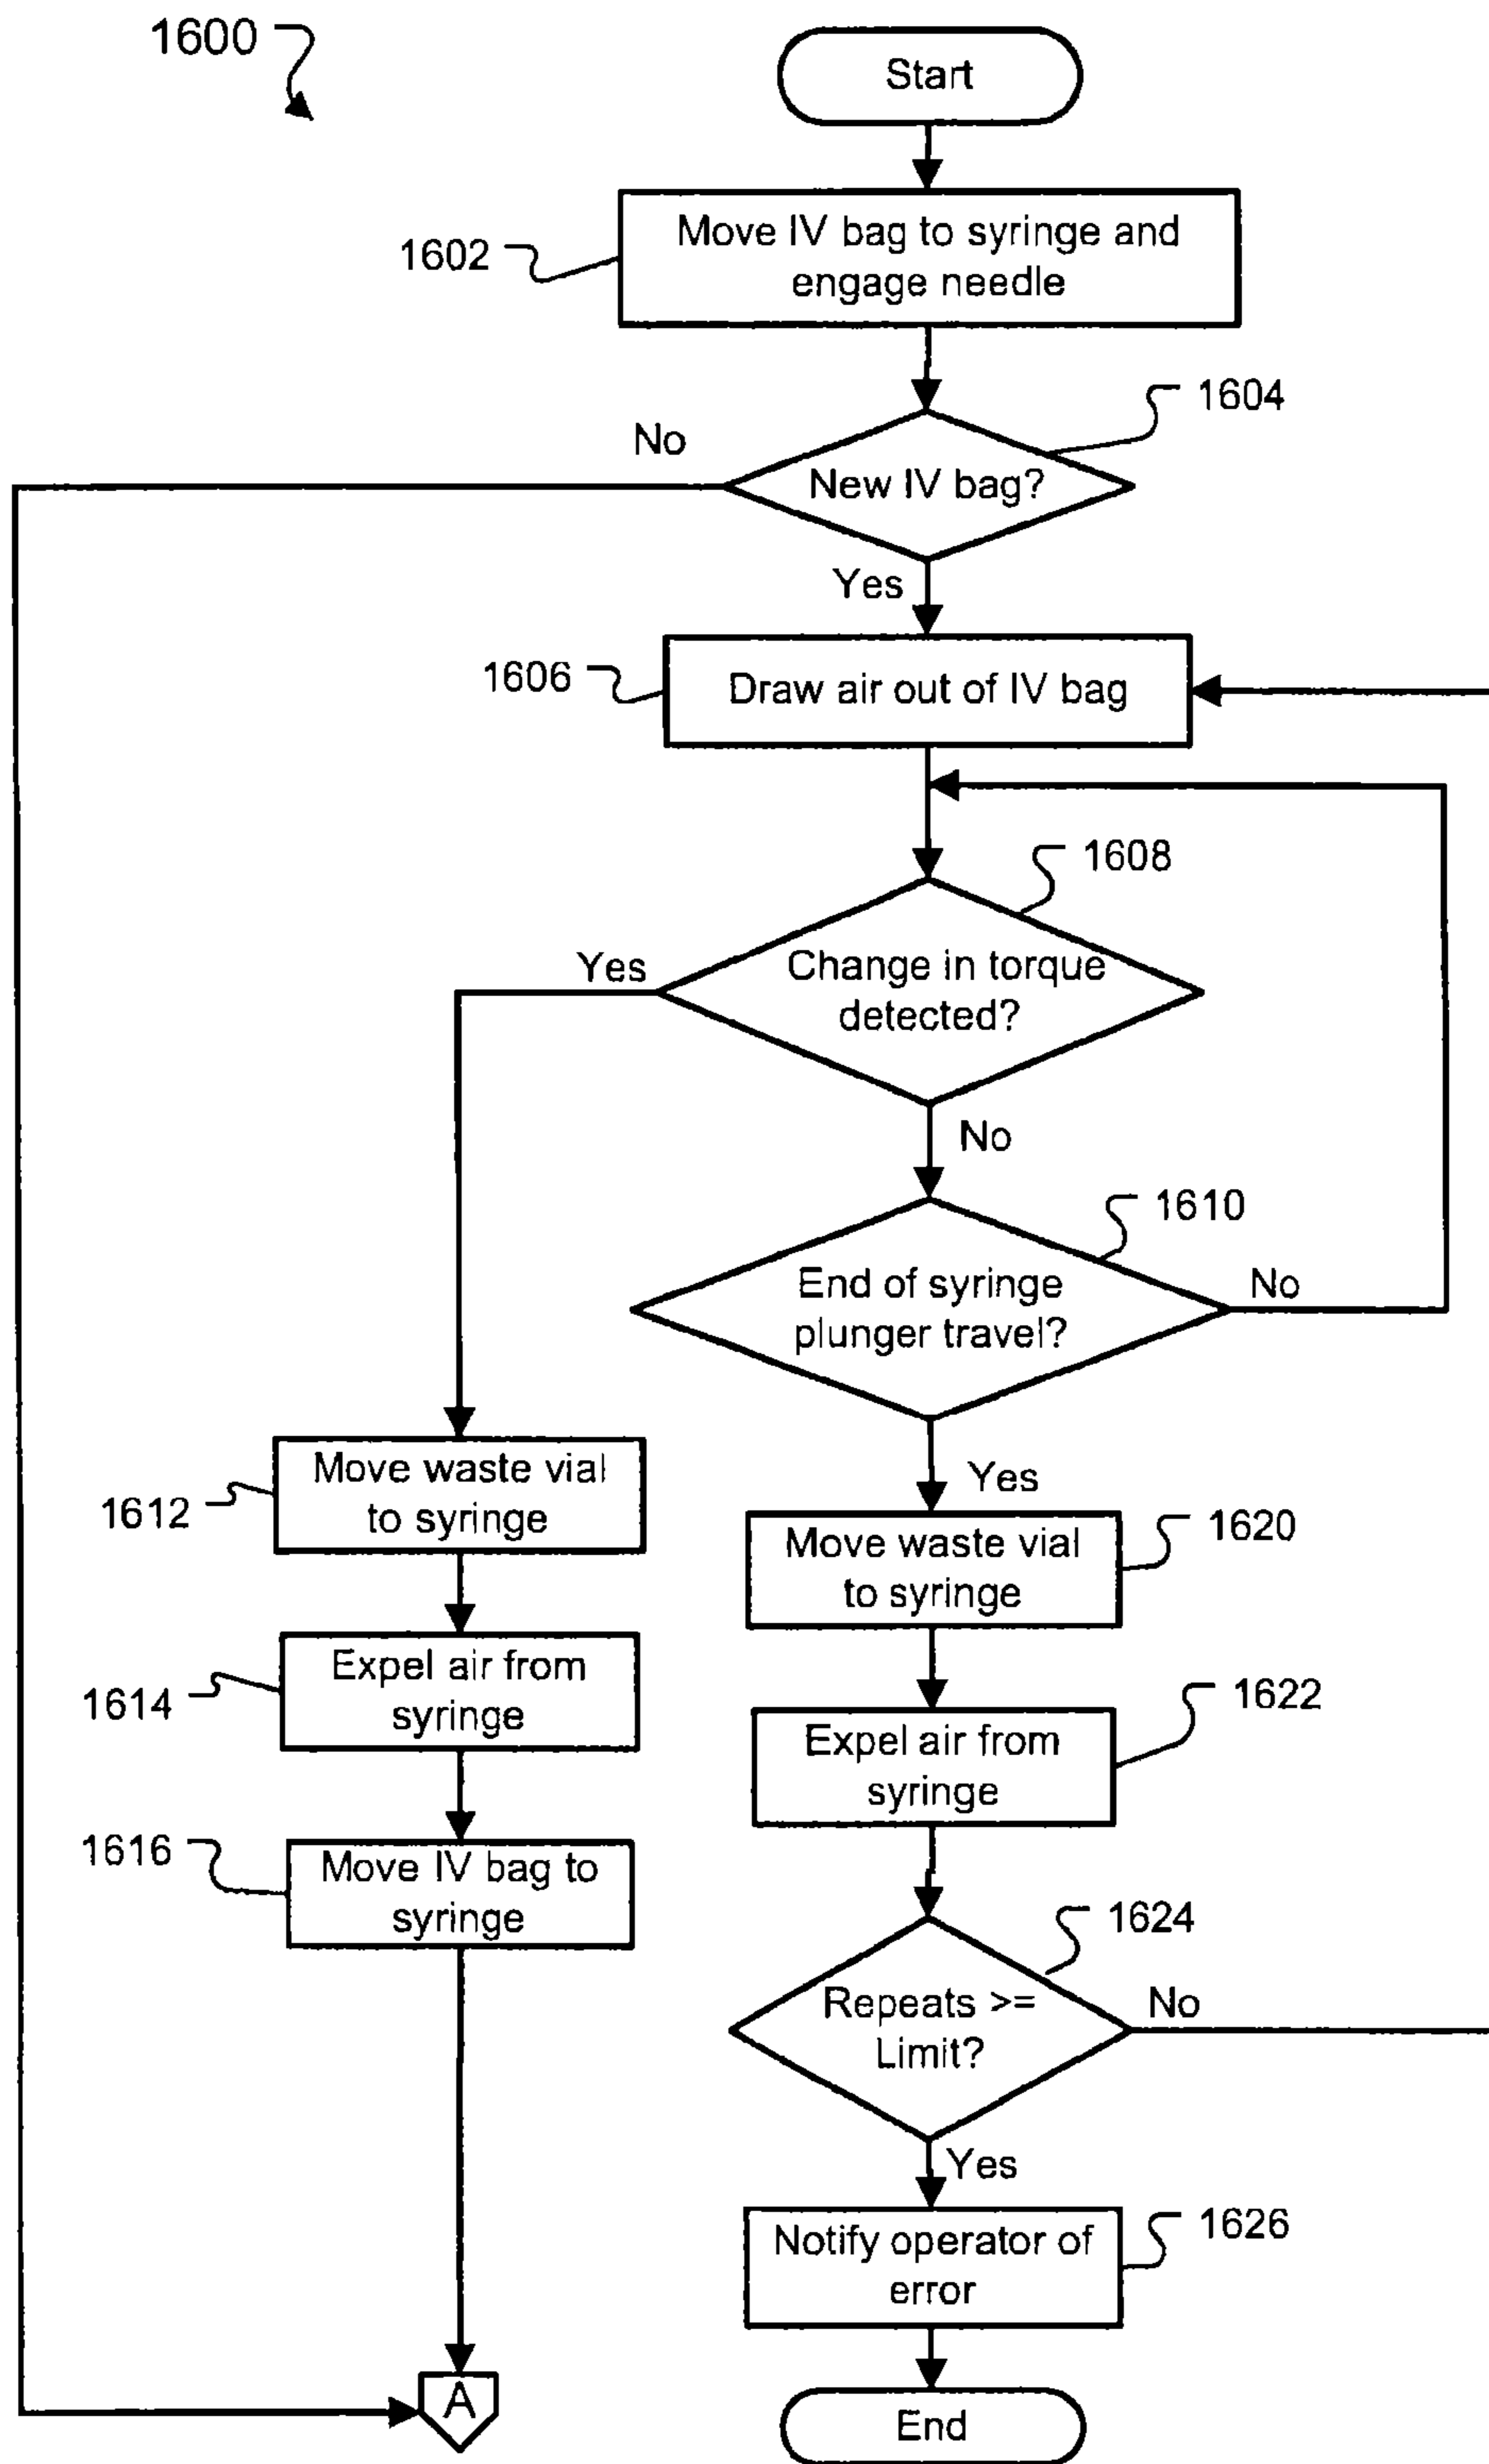 1600
Start
Move IV bag to syringe and
engage needle
1602
1604
No
New IV bag?
Yes
1606
Draw air out of IV bag
1608
Yes
Change in torque
detected?
No
1610
End of syringe
plunger travel?
No
Move waste vial
to syringe
1612
Yes
1620
Move waste vial
to syringe
Expel air from
syringe
1614
1622
Expel air from
syringe
1616
Move IV bag to
syringe
1624
Repeats >=
Limit?
No
Yes
Notify operator of
error
1626
A
End